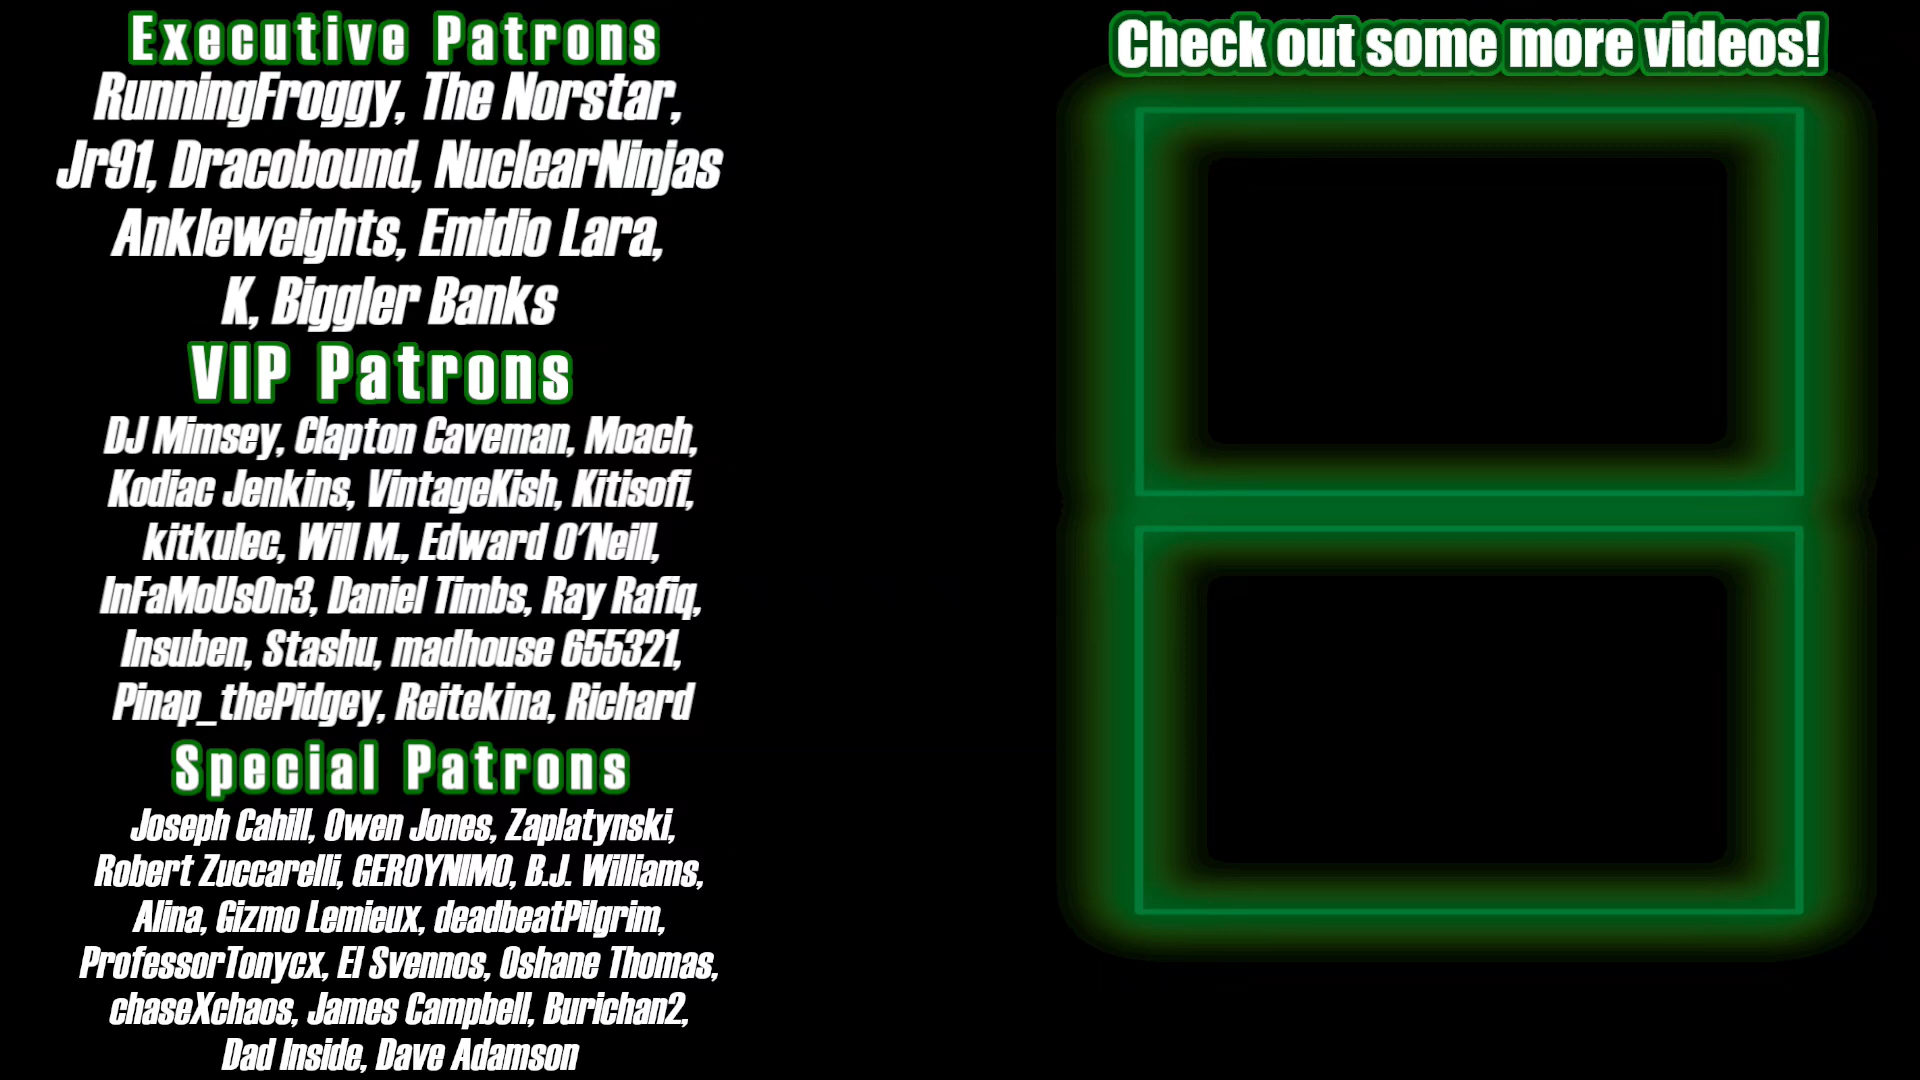 Executive Patrons
RunningFroggy, The Norstar,
Jr91, Dracobound, NuclearNinjas
Ankleweights, Emidio Lara,
K, Biggler Banks
VIP Patrons
DJ Mimsey, Clapton Caveman, Moach,
Kodiac Jenkins, VintageKish, Kitisofi,
kitkulec, Will M., Edward O'Neill,
InFaMoUsOn3, Daniel Timbs, Ray Rafiq,
Insuben, Stashu, madhouse 655321,
Pinap_thePidgey, Reitekina, Richard
Special Patrons
Joseph Cahill, Owen Jones, Zaplatynski,
Robert Zuccarelli, GEROYNIMO, B.J. Williams,
Alina, Gizmo Lemieux, deadbeatPilgrim,
ProfessorTonycx, El Svennos, Oshane Thomas,
chaseXchaos, James Campbell, Burichan2,
Dad Inside, Dave Adamson
Check out some more videos!